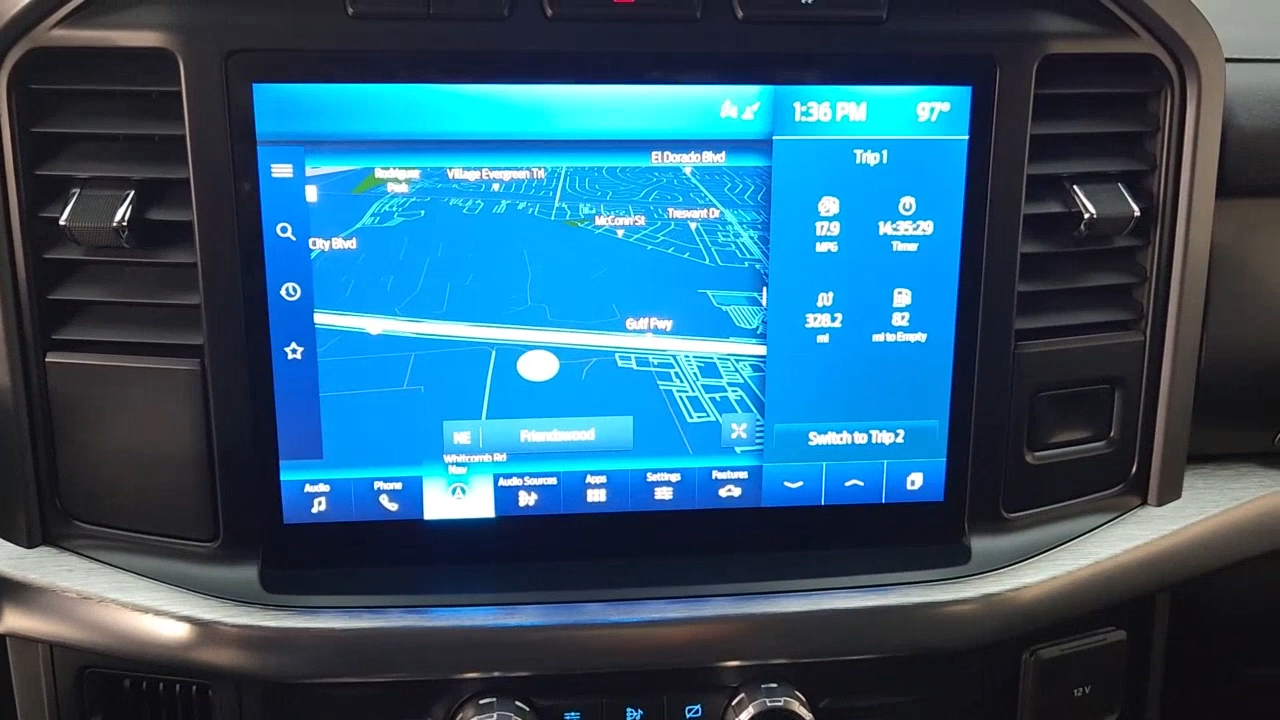 1:36 PM 97°
El Dorado Blvd
Trip 1
Rodriguez
Park
Village Evergreen Trl
McConn St
Tresvant Dr
City Blvd
17.9
MPG
14:35:29
Timer
Gulf Fwy
328.2
mi
82
mi to Empty
NE Friendswood
Switch to Trip 2
Whitcomb Rd
Audio
Phone
Nav
Audio Sources
Apps
Settings
Features
12 V